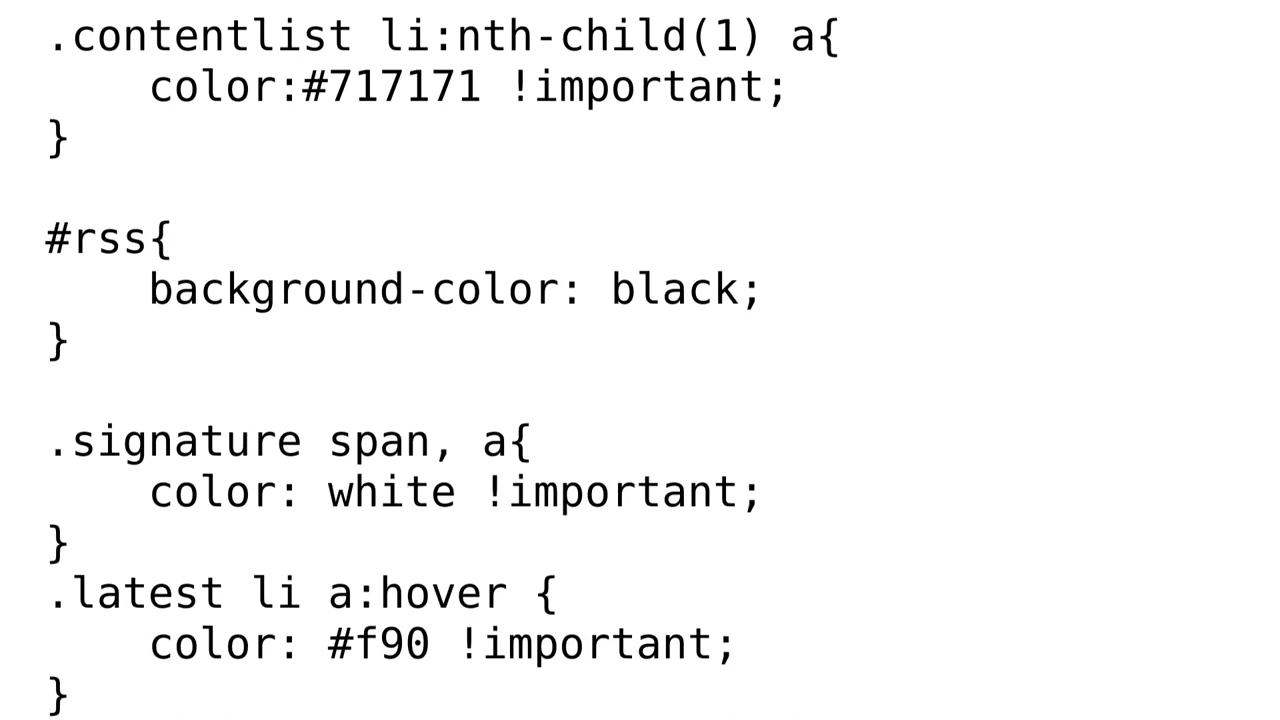 .contentlist li:nth-child(1) a{
    color:#717171 !important;
}

#rss{
    background-color: black;
}

.signature span, a{
    color: white !important;
}
.latest li a:hover {
    color: #f90 !important;
}